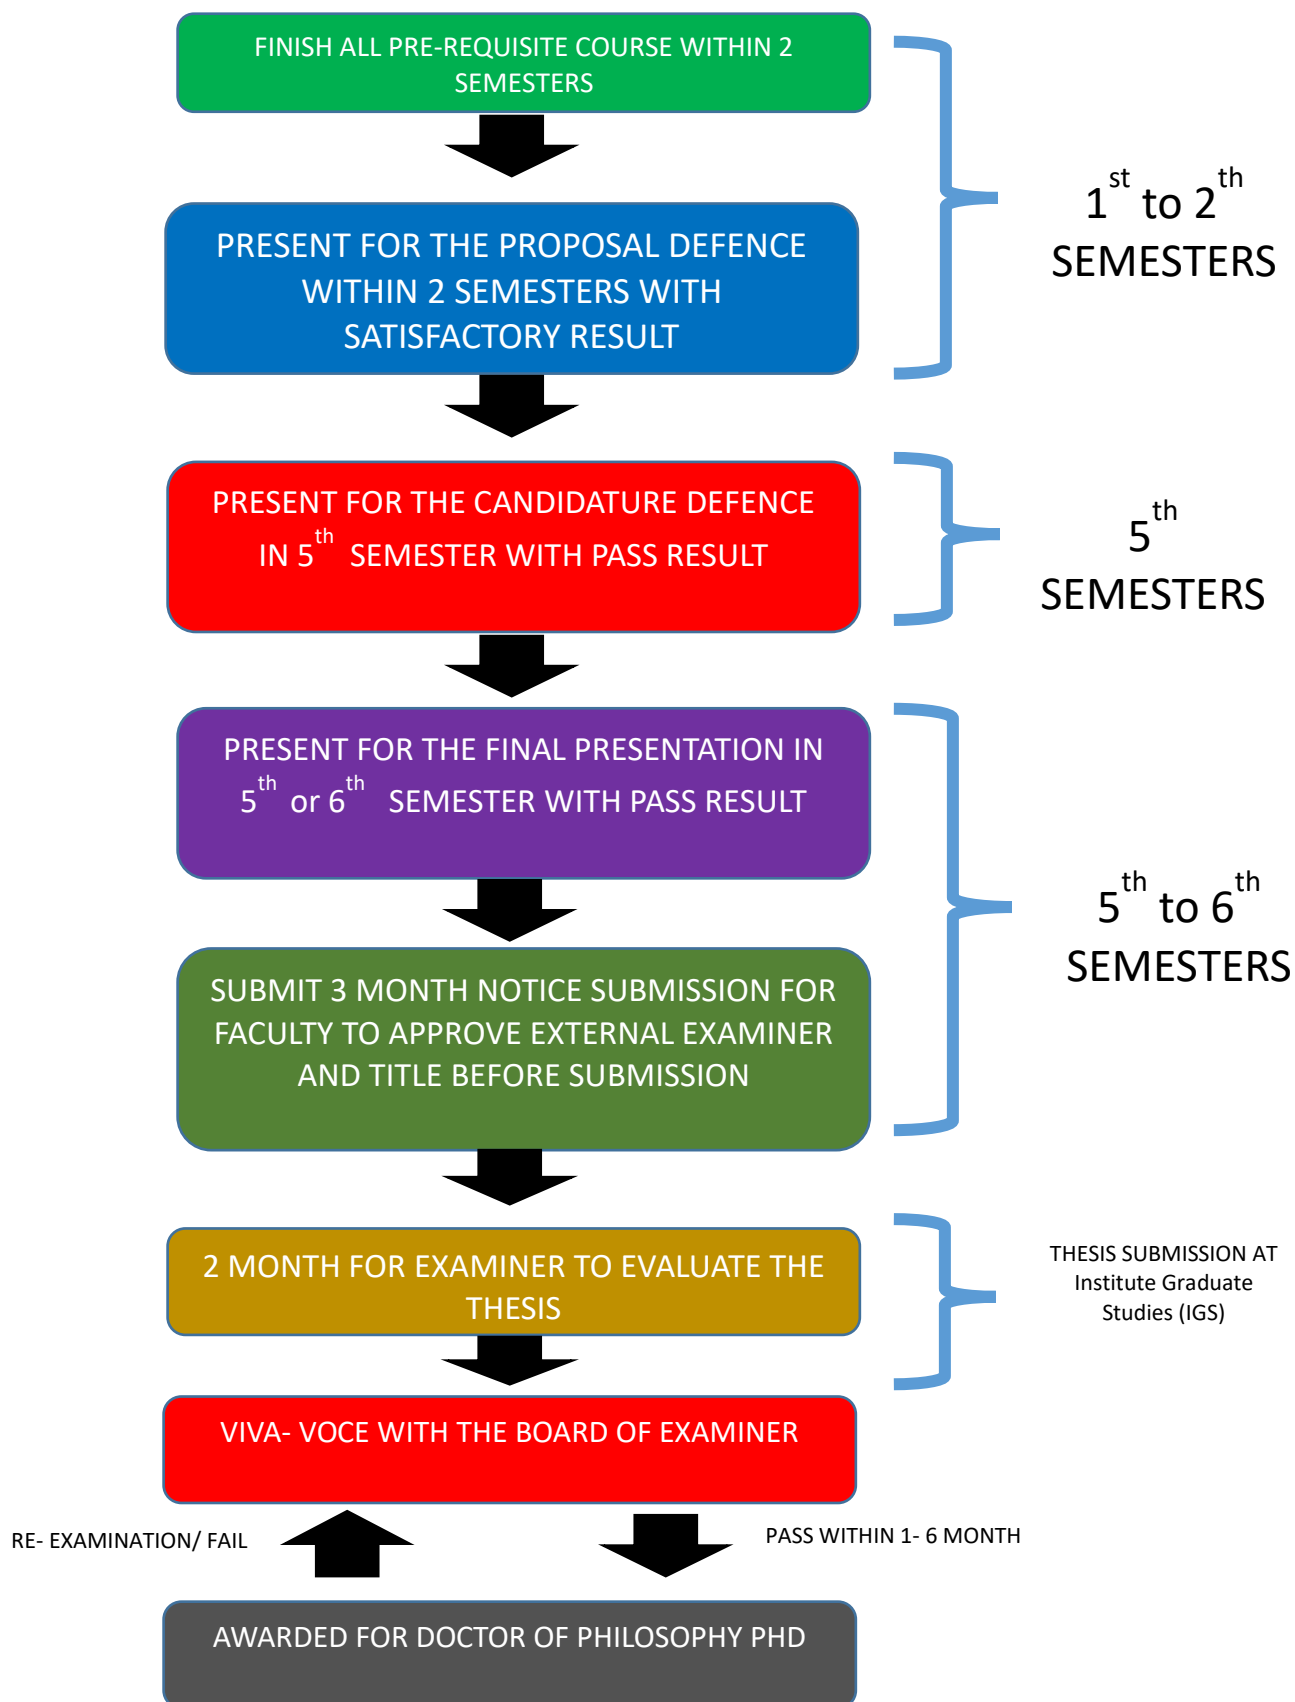 FINISH ALL PRE-REQUISITE COURSE WITHIN 2
SEMESTERS
1st to 2th
SEMESTERS
PRESENT FOR THE PROPOSAL DEFENCE
WITHIN 2 SEMESTERS WITH
SATISFACTORY RESULT
PRESENT FOR THE CANDIDATURE DEFENCE
IN 5th SEMESTER WITH PASS RESULT
5th
SEMESTERS
PRESENT FOR THE FINAL PRESENTATION IN
5th or 6th SEMESTER WITH PASS RESULT
5th to 6th
SEMESTERS
SUBMIT 3 MONTH NOTICE SUBMISSION FOR
FACULTY TO APPROVE EXTERNAL EXAMINER
AND TITLE BEFORE SUBMISSION
2 MONTH FOR EXAMINER TO EVALUATE THE
THESIS
THESIS SUBMISSION AT
Institute Graduate
Studies (IGS)
VIVA- VOCE WITH THE BOARD OF EXAMINER
RE- EXAMINATION/ FAIL
PASS WITHIN 1- 6 MONTH
AWARDED FOR DOCTOR OF PHILOSOPHY PHD